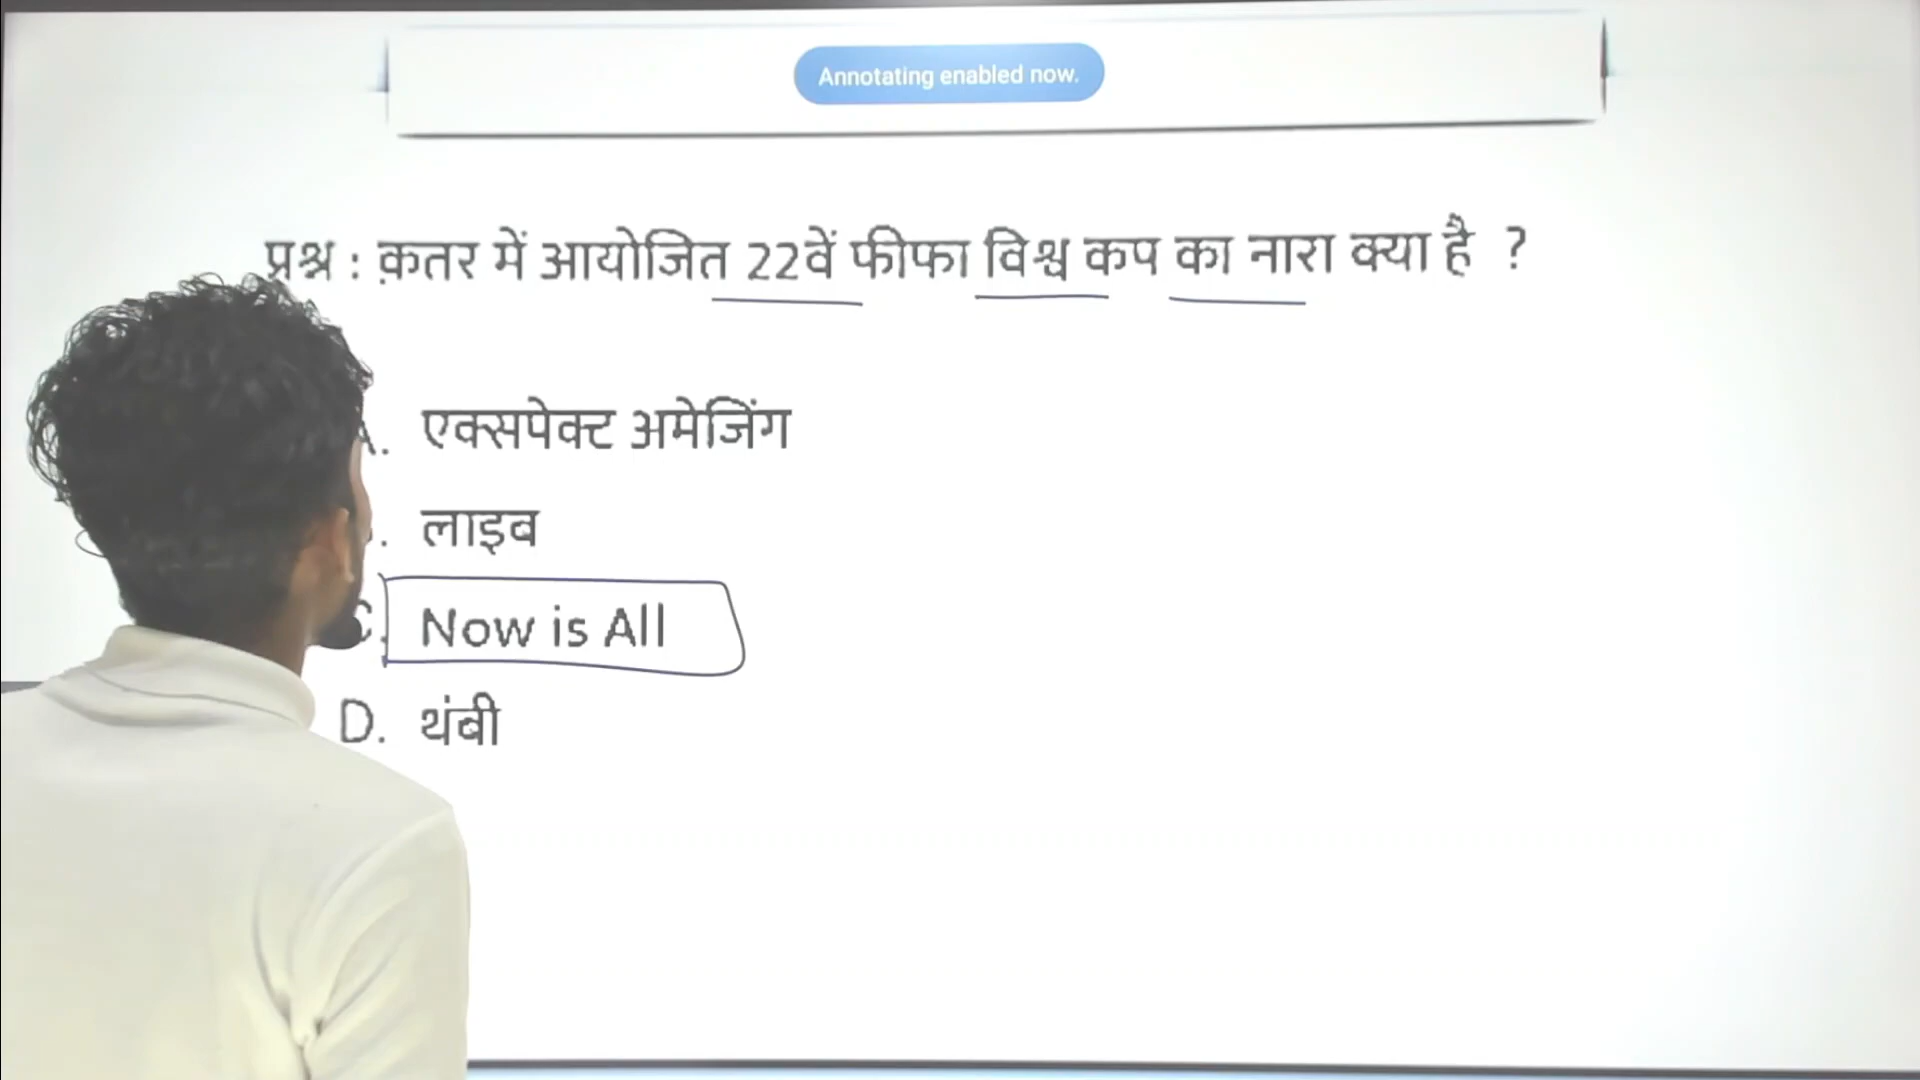 Annotating enabled now.
प्रश्न : क़तर में आयोजित 22वें फीफा विश्व कप का नारा क्या है ?
A. एक्सपेक्ट अमेजिंग
लाइव
C. Now is All
D. थंबी